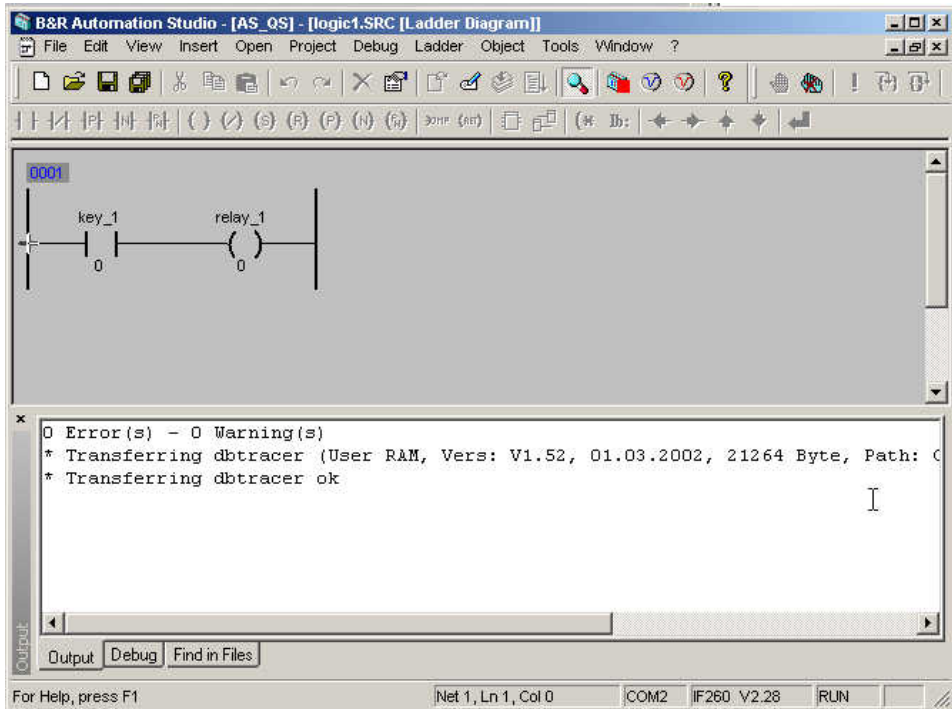 B&R Automation Studio - [AS_QS] - [logic1.SRC [Ladder Diagram]]
File Edit View Insert Open Project Debug Ladder Object Tools Window ?
0001
key_1 relay_1
0 0
0 Error(s) - 0 Warning(s)
* Transferring dbtracer (User RAM, Vers: V1.52, 01.03.2002, 21264 Byte, Path:
* Transferring dbtracer ok
Output
Output Debug Find in Files
For Help, press F1 Net 1, Ln 1, Col 0 COM2 IF260 V2.28 RUN